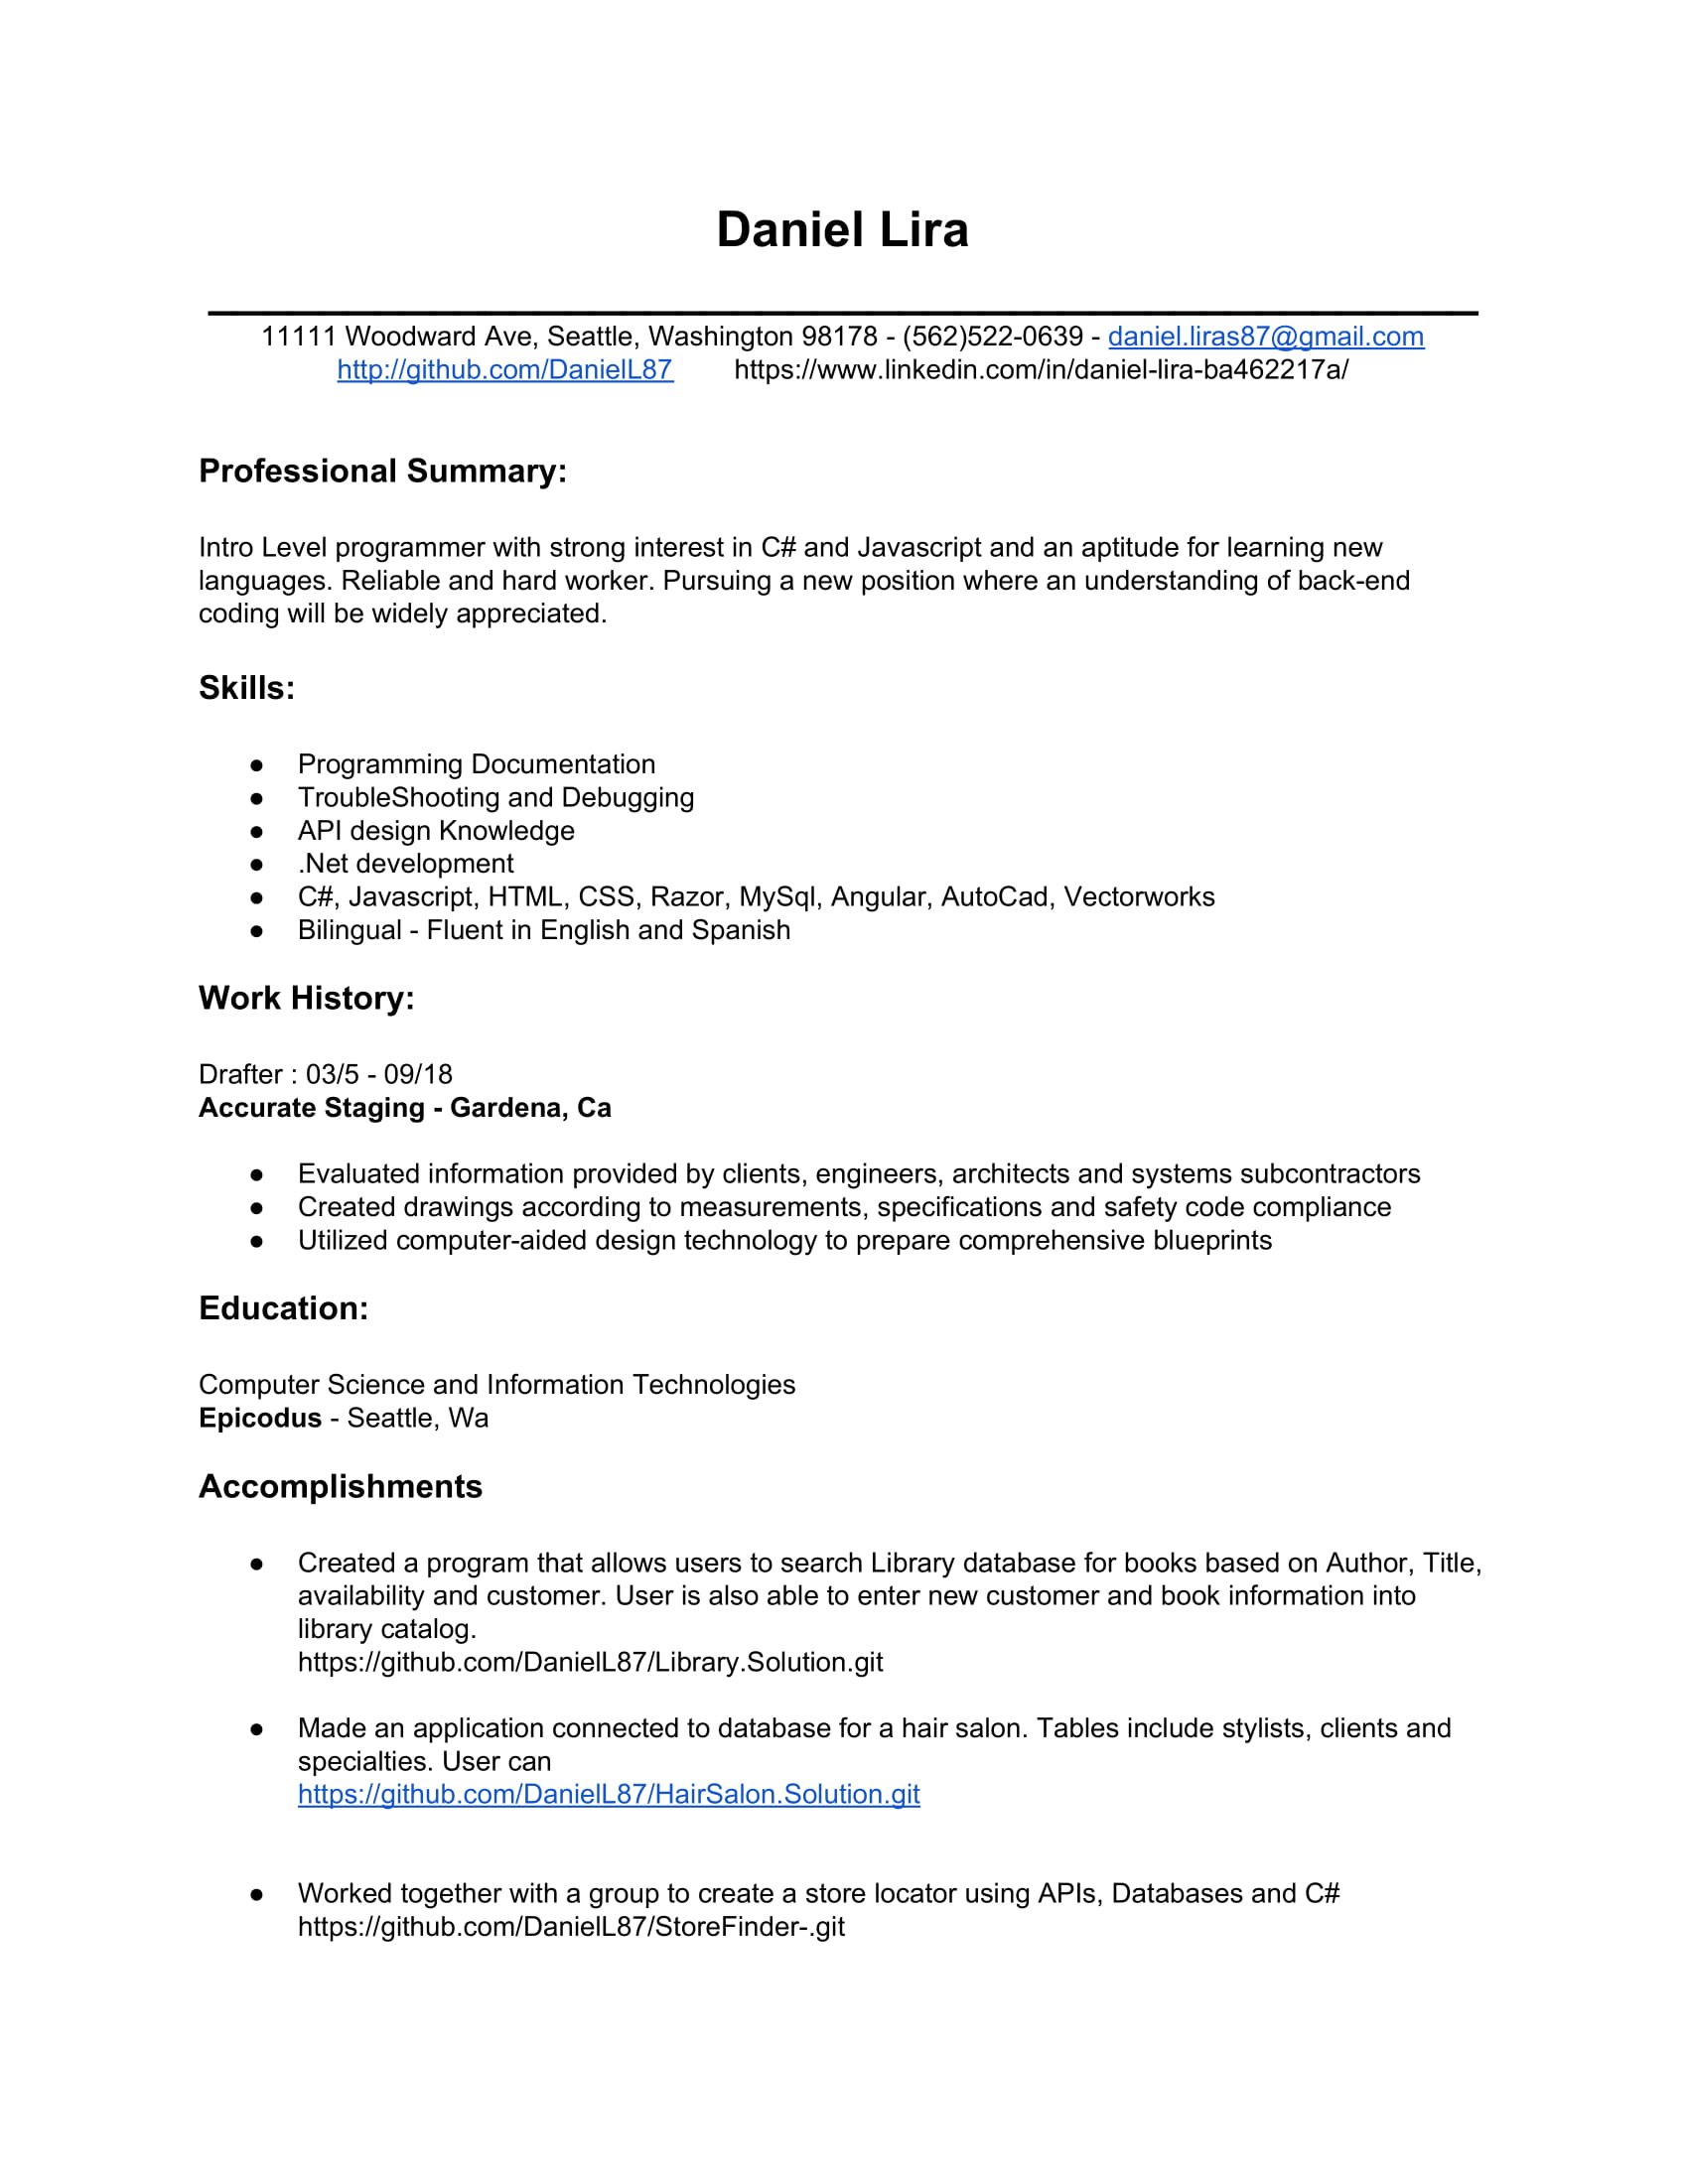 Daniel Lira
11111 Woodward Ave, Seattle, Washington 98178 - (562)522-0639 - daniel.liras87@gmail.com
http://github.com/DanielL87 https://www.linkedin.com/in/daniel-lira-ba462217a/
Professional Summary:
Intro Level programmer with strong interest in C# and Javascript and an aptitude for learning new
languages. Reliable and hard worker. Pursuing a new position where an understanding of back-end
coding will be widely appreciated.
Skills:
● Programming Documentation
● TroubleShooting and Debugging
● API design Knowledge
● .Net development
● C#, Javascript, HTML, CSS, Razor, MySql, Angular, AutoCad, Vectorworks
● Bilingual - Fluent in English and Spanish
Work History:
Drafter : 03/5 - 09/18
Accurate Staging - Gardena, Ca
● Evaluated information provided by clients, engineers, architects and systems subcontractors
● Created drawings according to measurements, specifications and safety code compliance
● Utilized computer-aided design technology to prepare comprehensive blueprints
Education:
Computer Science and Information Technologies
Epicodus - Seattle, Wa
Accomplishments
● Created a program that allows users to search Library database for books based on Author, Title,
availability and customer. User is also able to enter new customer and book information into
library catalog.
https://github.com/DanielL87/Library.Solution.git
● Made an application connected to database for a hair salon. Tables include stylists, clients and
specialties. User can
https://github.com/DanielL87/HairSalon.Solution.git
● Worked together with a group to create a store locator using APIs, Databases and C#
https://github.com/DanielL87/StoreFinder-.git